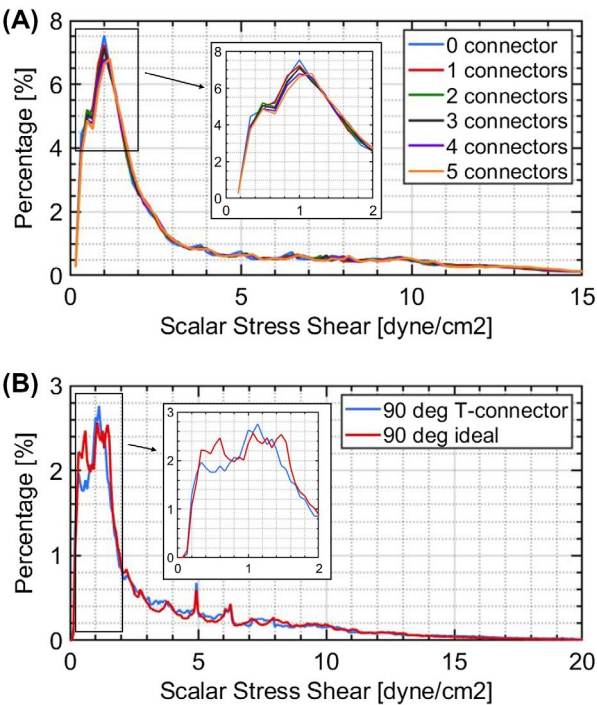 (A)
8
6
4
2
0
Percentage [%]
0 5 10 15
Scalar Stress Shear [dyne/cm2]
8
6
4
2
0
0 1 2
0 connector
1 connectors
2 connectors
3 connectors
4 connectors
5 connectors
(B)
3
2
1
0
Percentage [%]
0 5 10 15 20
Scalar Stress Shear [dyne/cm2]
3
2
1
0
0 1 2
90 deg T-connector
90 deg ideal